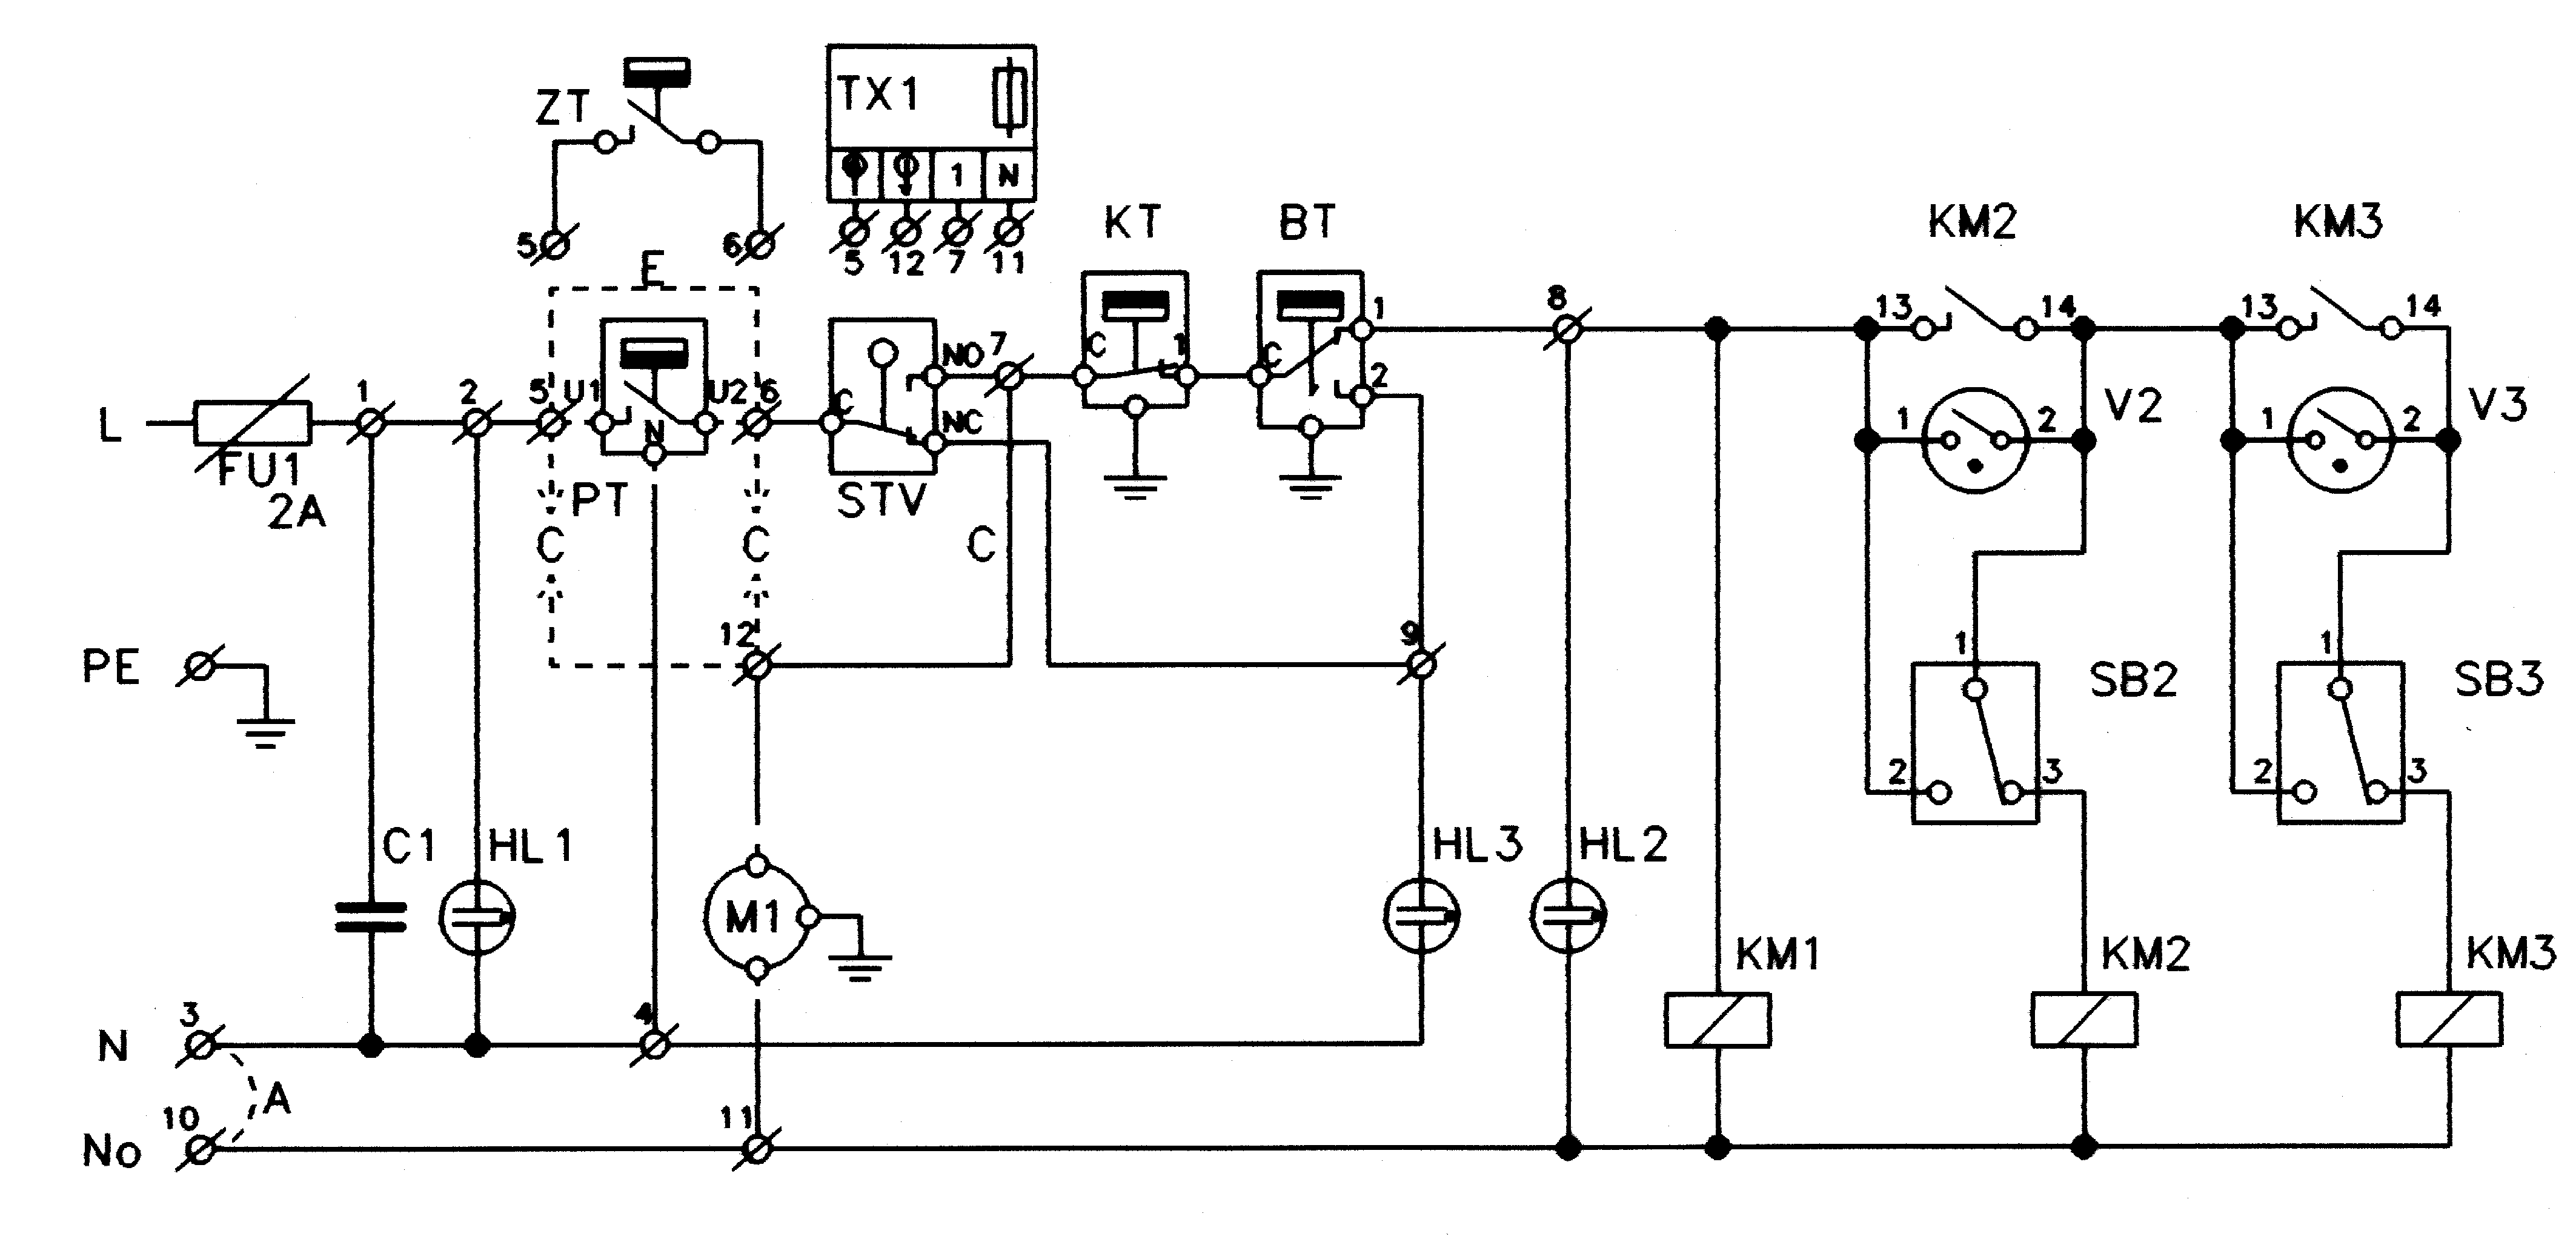 ZT
TX1
1 N
5 6
5 12 7 11
KT BT KM2 KM3
E
8 13 14 13 14
1
NO 7 C 1 C
1 2 5 U1 U2 6 C 2
1 2 V2 1 2 V3
L N NC
FU1
2A
PT STV
C C C
12 9
1 1
PE SB2 SB3
2 3 2 3
C1 HL1 HL3 HL2
M1
KM1 KM2 KM3
3 4
N
A
10 11
No